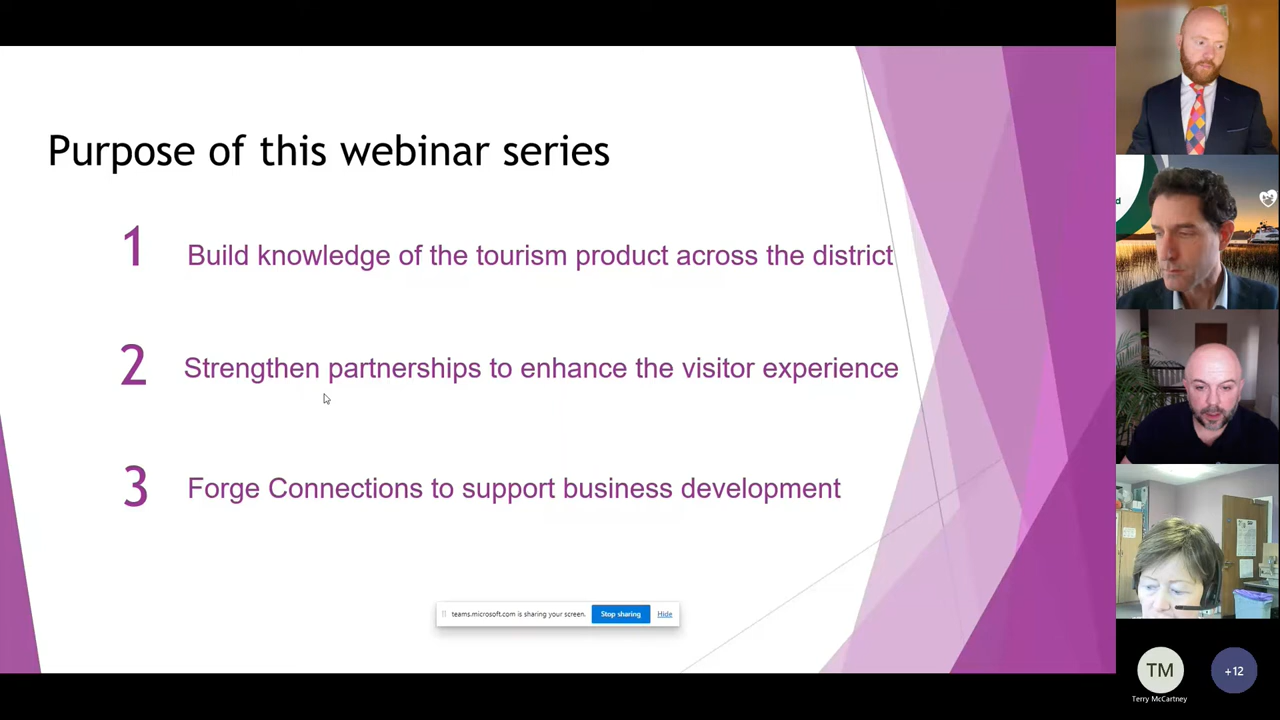 Purpose of this webinar series
1 Build knowledge of the tourism product across the district
2 Strengthen partnerships to enhance the visitor experience
3 Forge Connections to support business development
teams.microsoft.com is sharing your screen. Stop sharing Hide
d
TM
Terry McCartney
+12